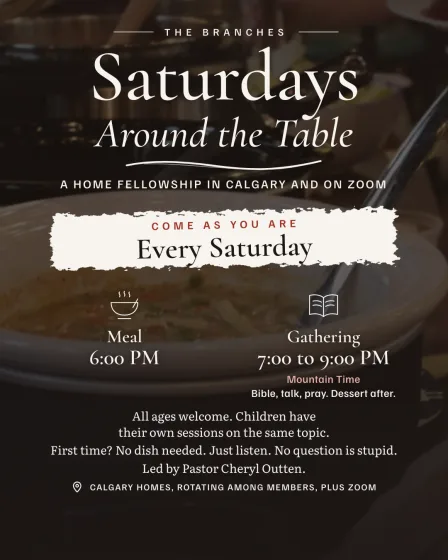 THE BRANCHES
Saturdays
Around the Table
A HOME FELLOWSHIP IN CALGARY AND ON ZOOM
COME AS YOU ARE
Every Saturday
Meal
6:00 PM
Gathering
7:00 to 9:00 PM
Mountain Time
Bible, talk, pray. Dessert after.
All ages welcome. Children have
their own sessions on the same topic.
First time? No dish needed. Just listen. No question is stupid.
Led by Pastor Cheryl Outten.
CALGARY HOMES, ROTATING AMONG MEMBERS, PLUS ZOOM